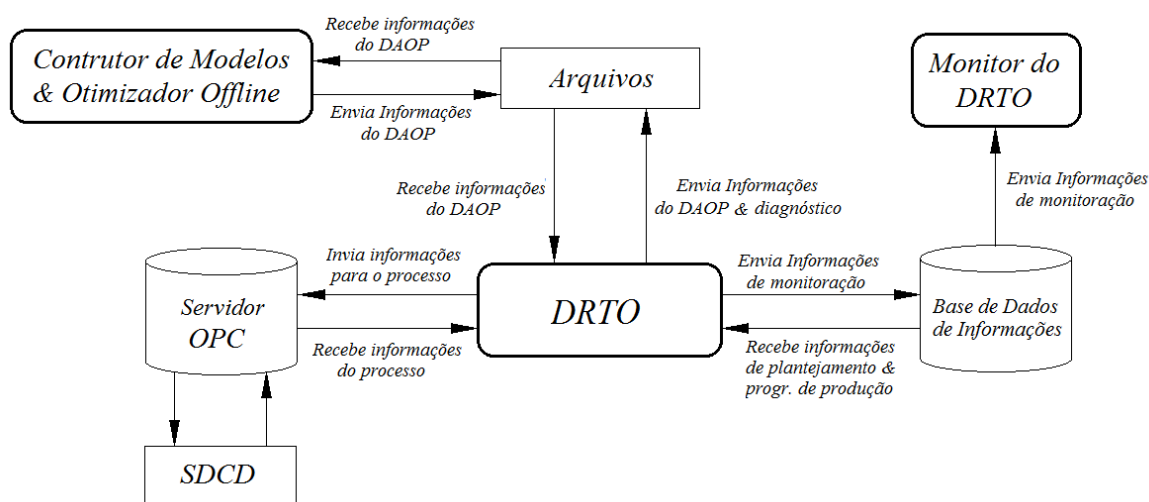 Recebe informações
do DAOP
Contrutor de Modelos
& Otimizador Offline
Arquivos
Envia Informações
do DAOP
Monitor do
DRTO
Recebe informações
do DAOP
Envia Informações
do DAOP & diagnóstico
Envia Informações
de monitoração
Invia informações
para o processo
Servidor
OPC
Recebe informações
do processo
DRTO
Envia Informações
de monitoração
Recebe informações
de plantejamento &
progr. de produção
Base de Dados
de Informações
SDCD